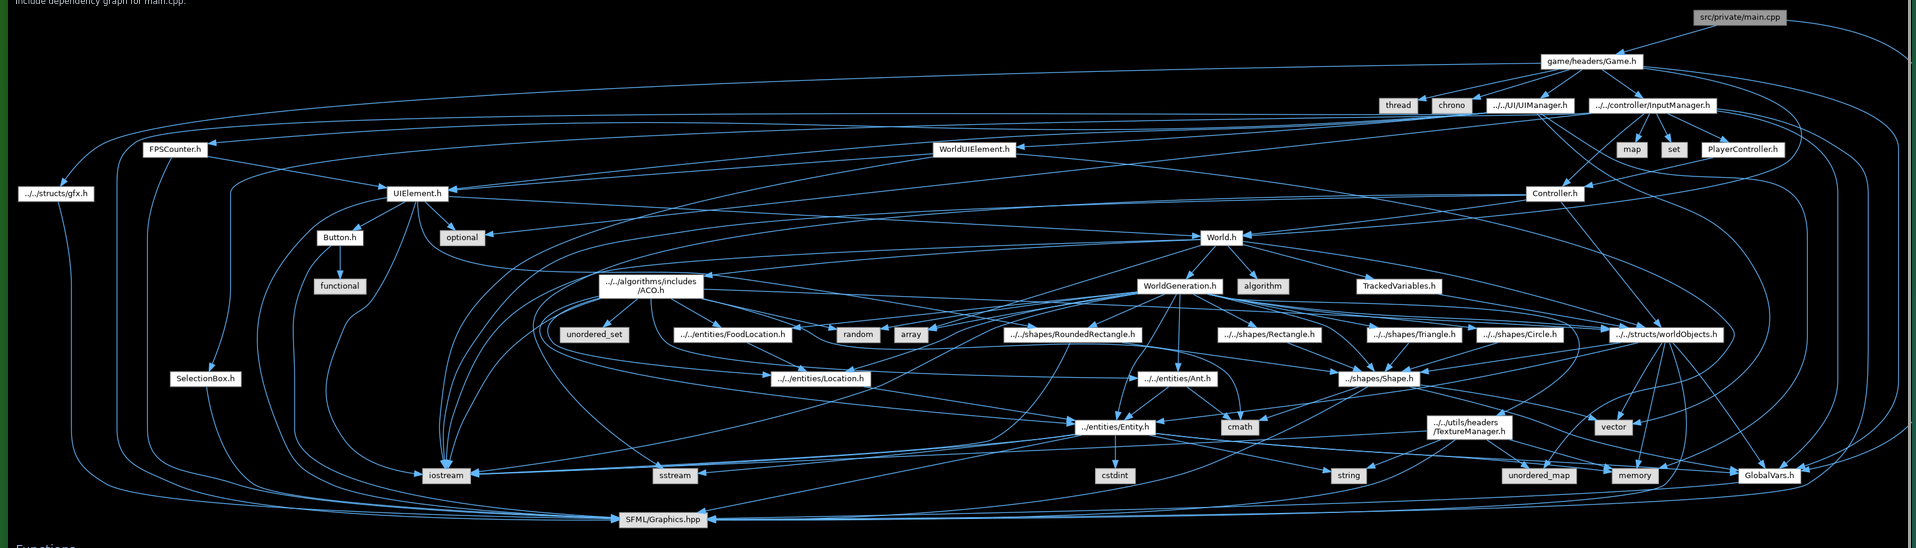 include dependency graph for main.cpp:
src/private/main.cpp
game/headers/Game.h
thread
chrono
../../UI/UIManager.h
../../controller/InputManager.h
FPSCounter.h
WorldUIElement.h
map
set
PlayerController.h
../../structs/gfx.h
UIElement.h
Controller.h
Button.h
optional
World.h
functional
../../algorithms/includes
/ACO.h
WorldGeneration.h
algorithm
TrackedVariables.h
unordered_set
../../entities/FoodLocation.h
random
array
../../shapes/RoundedRectangle.h
../../shapes/Rectangle.h
../../shapes/Triangle.h
../../shapes/Circle.h
../../structs/worldObjects.h
SelectionBox.h
../../entities/Location.h
../../entities/Ant.h
../shapes/Shape.h
../entities/Entity.h
cmath
../../utils/headers
/TextureManager.h
vector
iostream
sstream
cstdint
string
unordered_map
memory
GlobalVars.h
SFML/Graphics.hpp
Functions